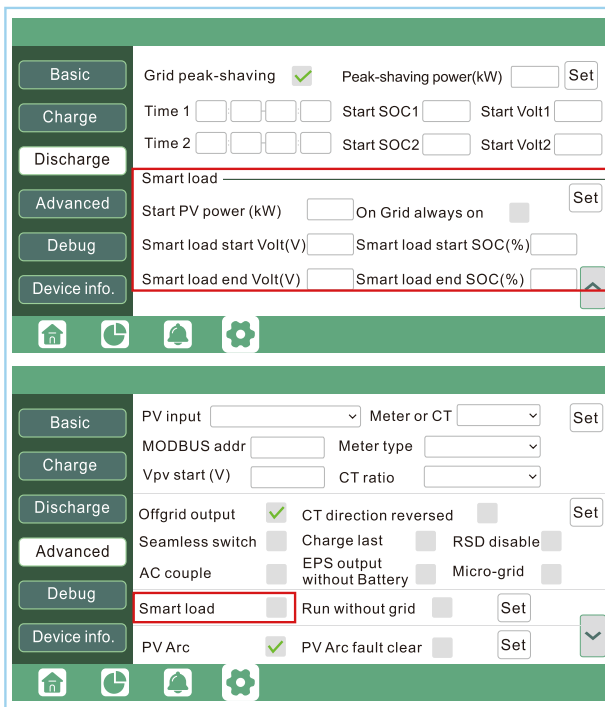 Basic
Grid peak-shaving Peak-shaving power(kW) Set
Charge
Time 1 Start SOC1 Start Volt1
Time 2 Start SOC2 Start Volt2
Discharge
Smart load
Advanced
Set
Start PV power (kW) On Grid always on
Debug
Smart load start Volt(V) Smart load start SOC(%)
Device info.
Smart load end Volt(V) Smart load end SOC(%)
Basic
PV input Meter or CT Set
MODBUS addr Meter type
Charge
Vpv start (V) CT ratio
Discharge
Offgrid output CT direction reversed Set
Advanced
Seamless switch Charge last RSD disable
AC couple EPS output
without Battery Micro-grid
Debug
Smart load Run without grid Set
Device info.
PV Arc PV Arc fault clear Set